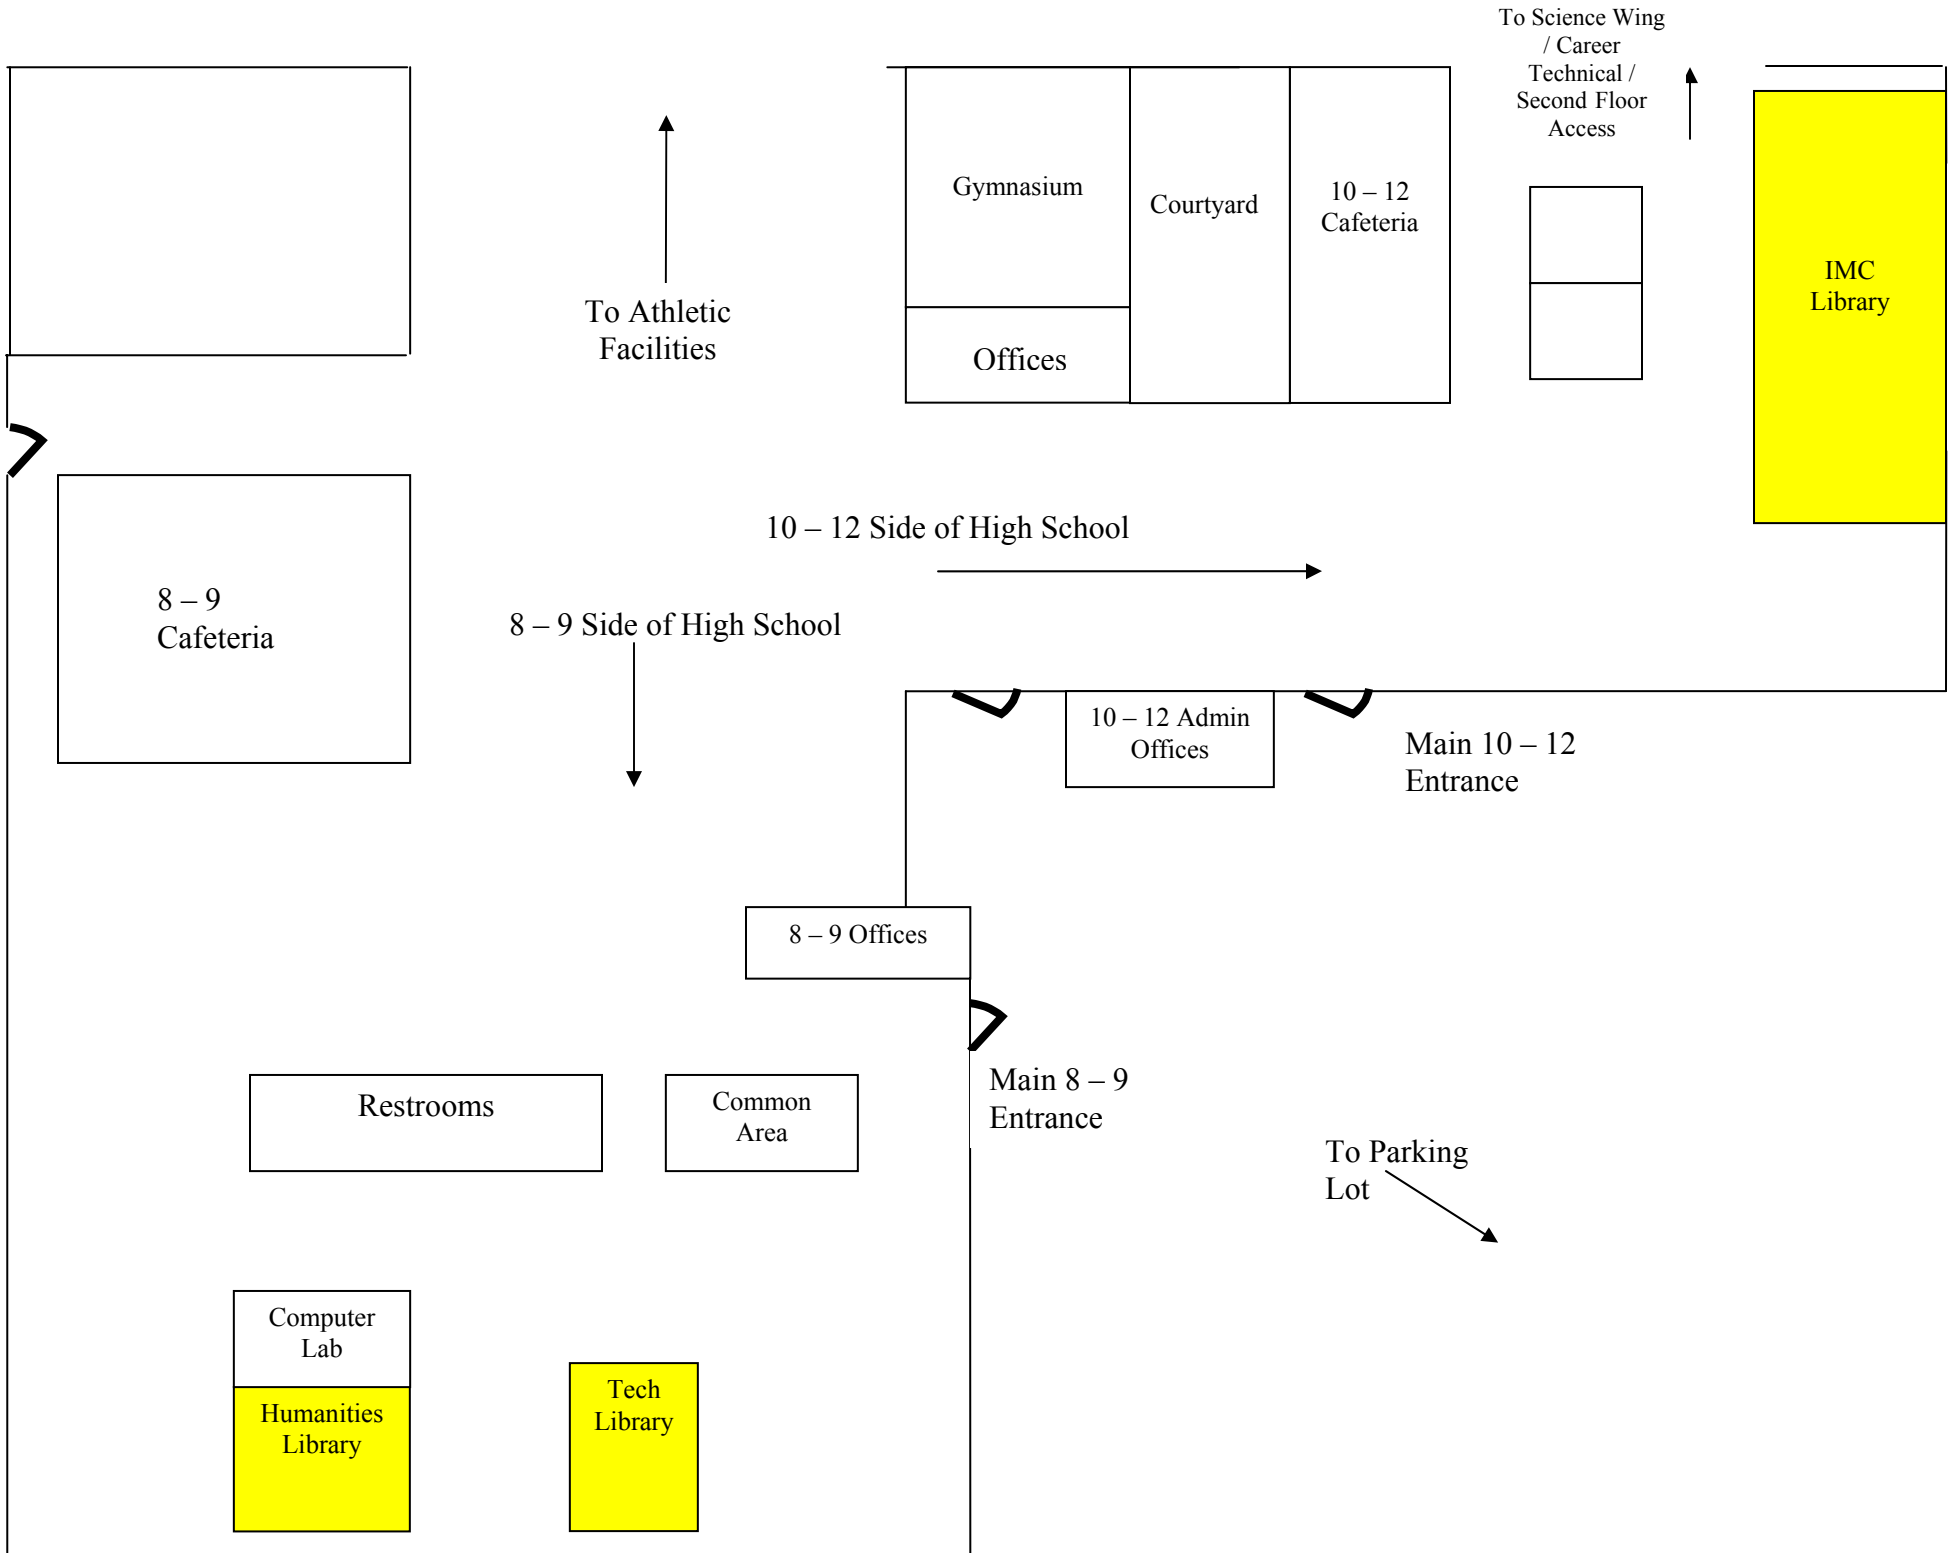 To Science Wing
/ Career
Technical /
Second Floor
Access
Gymnasium
Courtyard
10 – 12
Cafeteria
IMC
Library
To Athletic
Facilities
Offices
10 – 12 Side of High School
8 – 9
Cafeteria
8 – 9 Side of High School
10 – 12 Admin
Offices
Main 10 – 12
Entrance
8 – 9 Offices
Restrooms
Common
Area
Main 8 – 9
Entrance
To Parking
Lot
Computer
Lab
Humanities
Library
Tech
Library